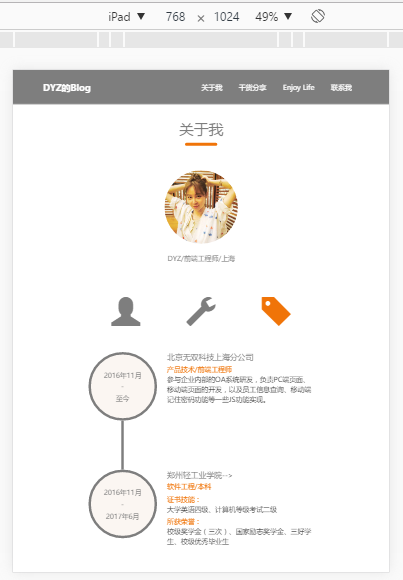 iPad ▼ 768 × 1024 49% ▼
DYZ的Blog 关于我 干货分享 Enjoy Life 联系我
关于我
DYZ/前端工程师/上海
2016年11月
-
至今
北京无双科技上海分公司
产品技术/前端工程师
参与企业内部的OA系统研发，负责PC端页面、
移动端页面的开发，以及员工信息查询、移动端
记住密码功能等一些JS功能实现。
2016年11月
-
2017年6月
郑州轻工业学院-->
软件工程/本科
证书技能：
大学英语四级、计算机等级考试二级
所获荣誉：
校级奖学金（三次）、国家励志奖学金、三好学
生、校级优秀毕业生